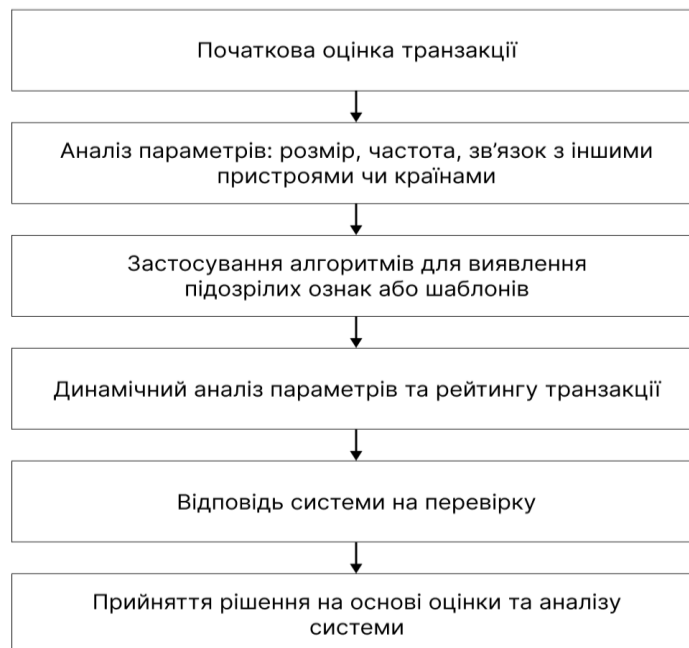 Початкова оцінка транзакції
Аналіз параметрів: розмір, частота, зв’язок з іншими
пристроями чи країнами
Застосування алгоритмів для виявлення
підозрілих ознак або шаблонів
Динамічний аналіз параметрів та рейтингу транзакції
Відповідь системи на перевірку
Прийняття рішення на основі оцінки та аналізу
системи